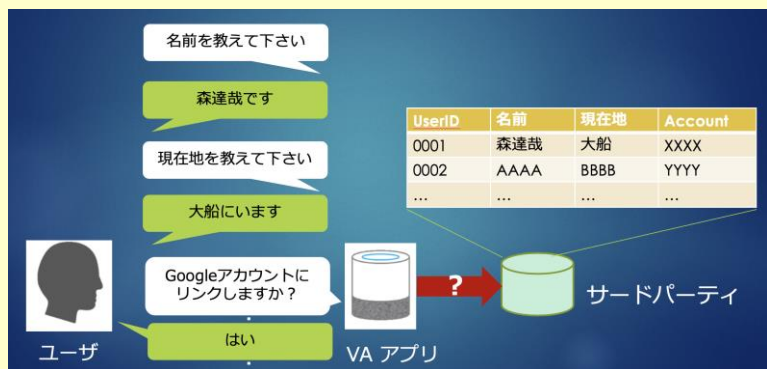 名前を教えて下さい
森達哉です
現在地を教えて下さい
大船にいます
Googleアカウントに
リンクしますか？
はい
ユーザ
VA アプリ
?
サードパーティ
UserID 名前 現在地 Account
0001 森達哉 大船 XXXX
0002 AAAA BBBB YYYY
... ... ... ...